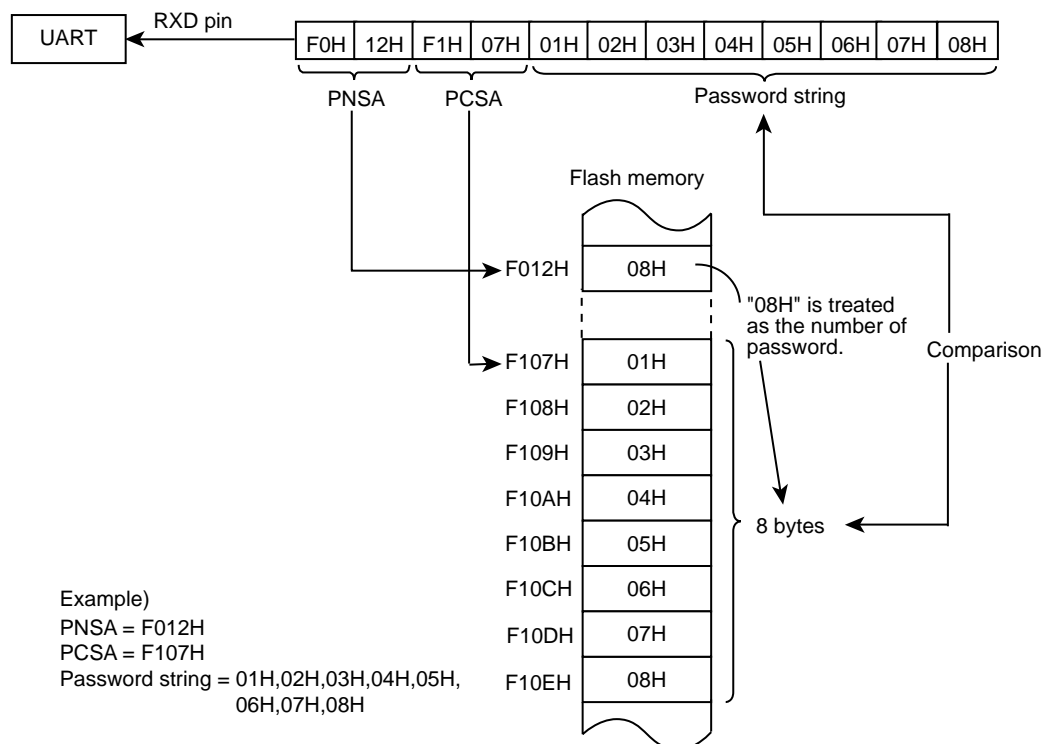 UART
RXD pin
F0H 12H F1H 07H 01H 02H 03H 04H 05H 06H 07H 08H
PNSA PCSA Password string
Flash memory
F012H 08H
"08H" is treated
as the number of
password.
Comparison
F107H 01H
F108H 02H
F109H 03H
F10AH 04H
F10BH 05H
8 bytes
F10CH 06H
F10DH 07H
F10EH 08H
Example)
PNSA = F012H
PCSA = F107H
Password string = 01H,02H,03H,04H,05H,
06H,07H,08H